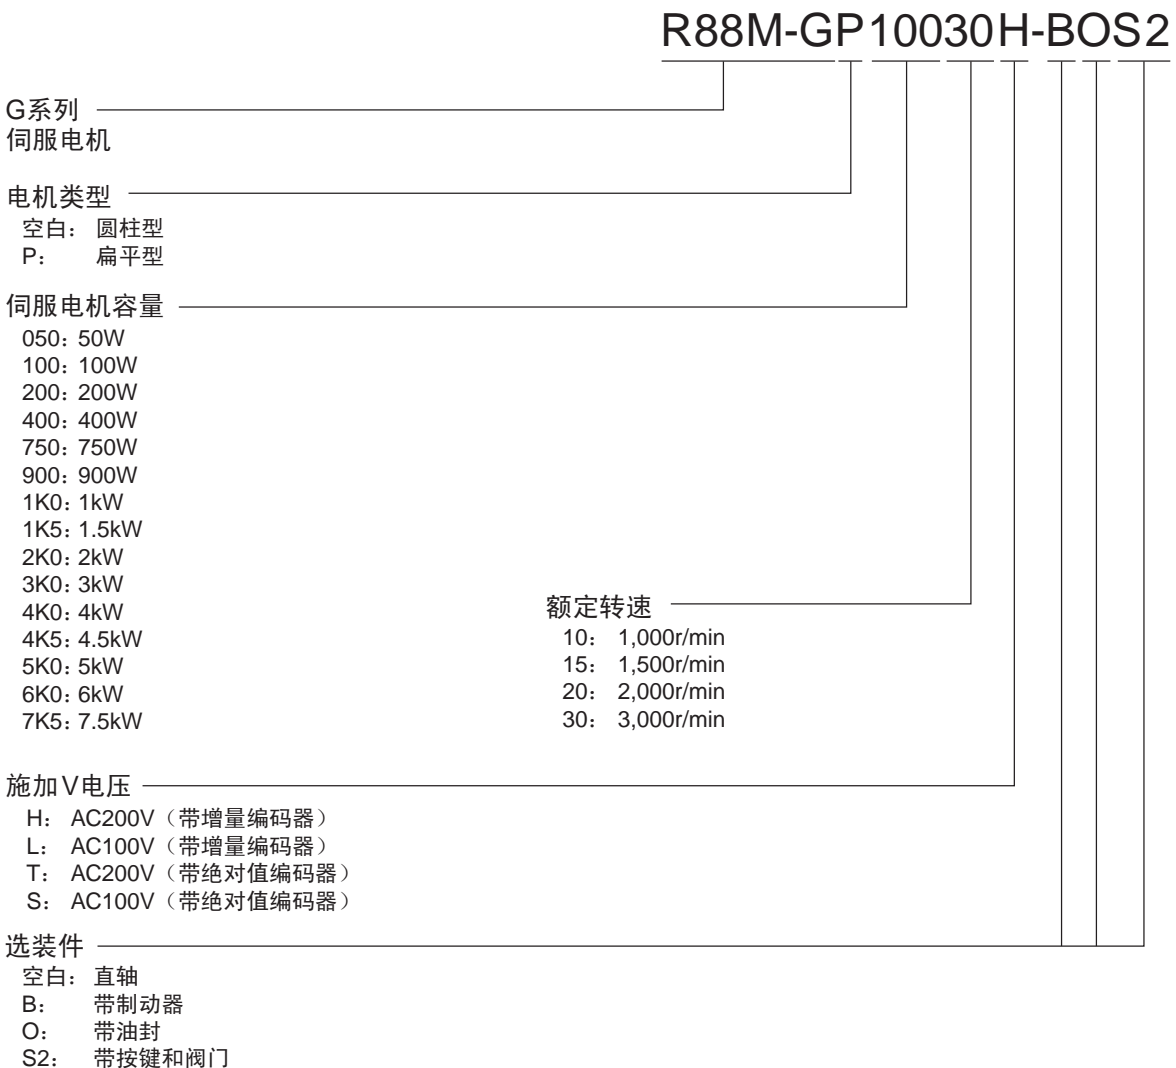 R88M-GP10030H-BOS2
G系列
伺服电机
电机类型
空白： 圆柱型
P： 扁平型
伺服电机容量
050：50W
100：100W
200：200W
400：400W
750：750W
900：900W
1K0：1kW
1K5：1.5kW
2K0：2kW
3K0：3kW
4K0：4kW
4K5：4.5kW
5K0：5kW
6K0：6kW
7K5：7.5kW
额定转速
10： 1,000r/min
15： 1,500r/min
20： 2,000r/min
30： 3,000r/min
施加V电压
H： AC200V（带增量编码器）
L： AC100V（带增量编码器）
T： AC200V（带绝对值编码器）
S： AC100V（带绝对值编码器）
选装件
空白： 直轴
B： 带制动器
O： 带油封
S2： 带按键和阀门